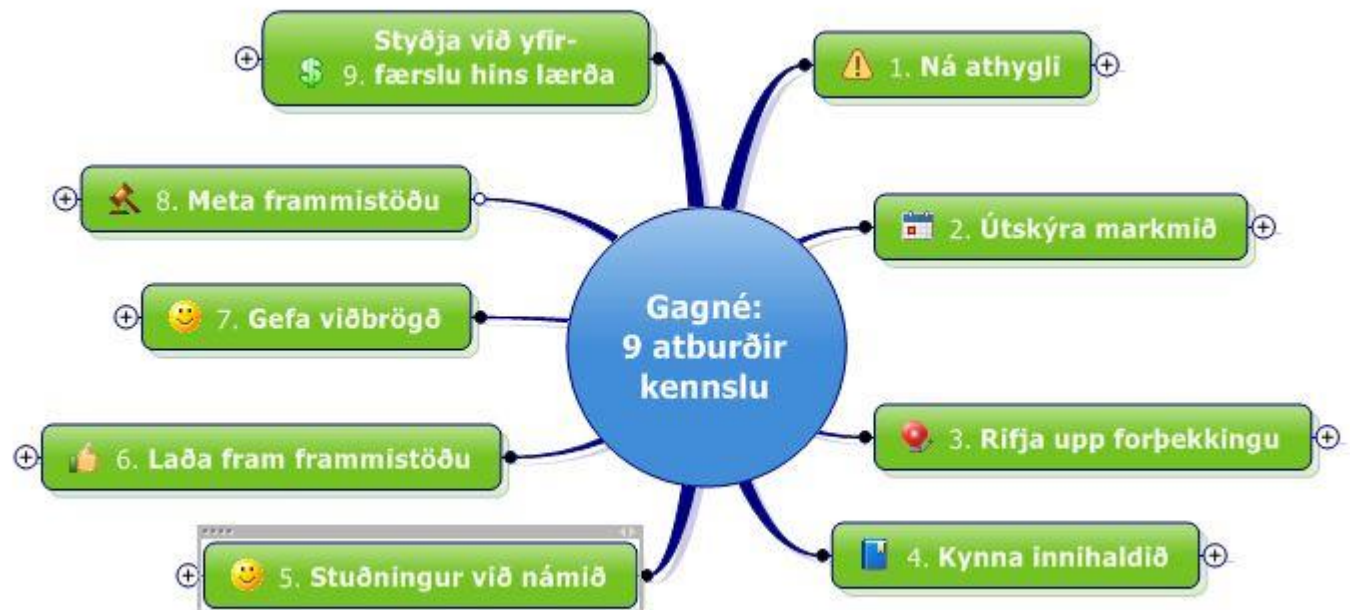 Gagné:
9 atburðir
kennslu
1. Ná athygli
2. Útskýra markmið
3. Rifja upp forþekkingu
4. Kynna innihaldið
5. Stuðningur við námið
6. Laða fram frammistöðu
7. Gefa viðbrögð
8. Meta frammistöðu
Styðja við yfir-
9. færslu hins lærða